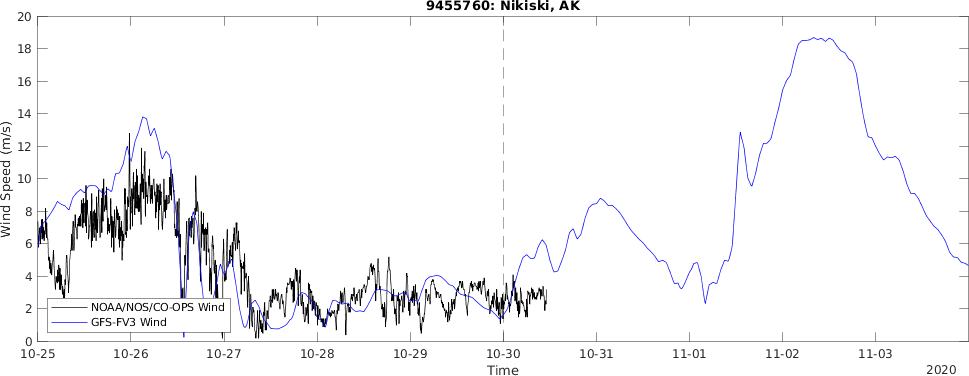 9455760: Nikiski, AK
20
18
16
14
12
10
8
6
4
2
0
Wind Speed (m/s)
NOAA/NOS/CO-OPS Wind
GFS-FV3 Wind
10-25 10-26 10-27 10-28 10-29 10-30 10-31 11-01 11-02 11-03
Time
2020